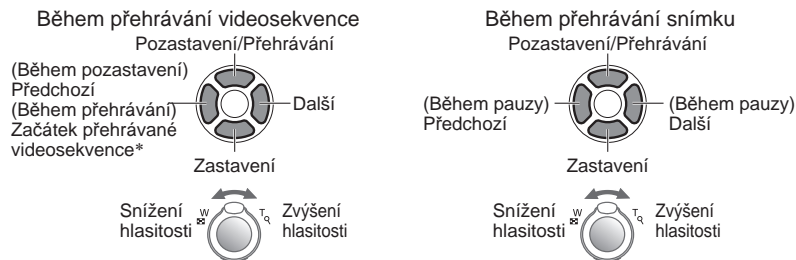 Během přehrávání videosekvence
Pozastavení/Přehrávání
(Během pozastavení)
Předchozí
(Během přehrávání)
Začátek přehrávané
videosekvence*
Další
Zastavení
Snížení
hlasitosti
W
T
Zvýšení
hlasitosti
Během přehrávání snímku
Pozastavení/Přehrávání
(Během pauzy)
Předchozí
(Během pauzy)
Další
Zastavení
Snížení
hlasitosti
W
T
Zvýšení
hlasitosti